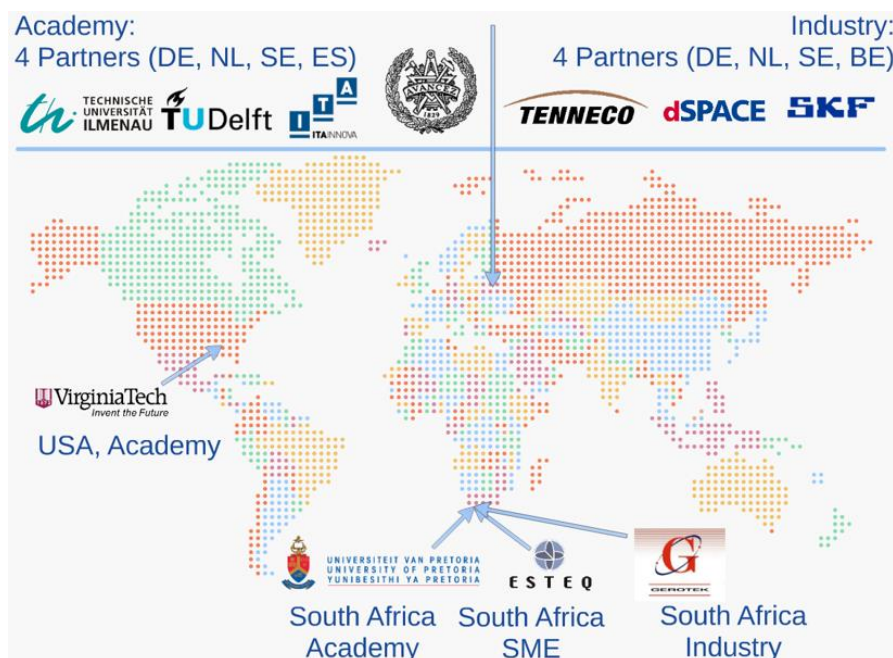 Academy:
4 Partners (DE, NL, SE, ES)
Industry:
4 Partners (DE, NL, SE, BE)
th TECHNISCHE
UNIVERSITÄT
ILMENAU
TUDelft
ITA
ITAINNOVA
AVANCEZ
1829
TENNECO
dSPACE
SKF
VirginiaTech
Invent the Future
USA, Academy
UNIVERSITEIT VAN PRETORIA
UNIVERSITY OF PRETORIA
YUNIBESITHI YA PRETORIA
ESTEQ
G
GEROTEK
South Africa
Academy
South Africa
SME
South Africa
Industry